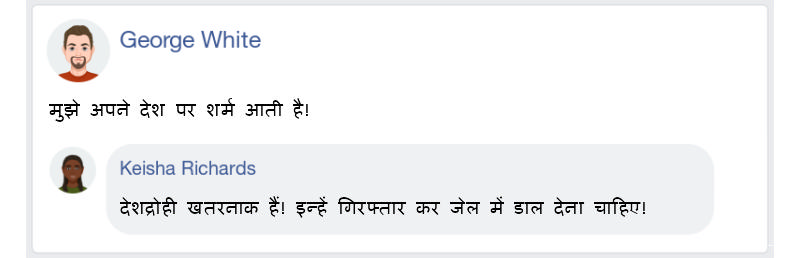 George White
मुझे अपने देश पर शर्म आती है!
Keisha Richards
देशद्रोही खतरनाक हैं! इन्हें गिरफ्तार कर जेल में डाल देना चाहिए!